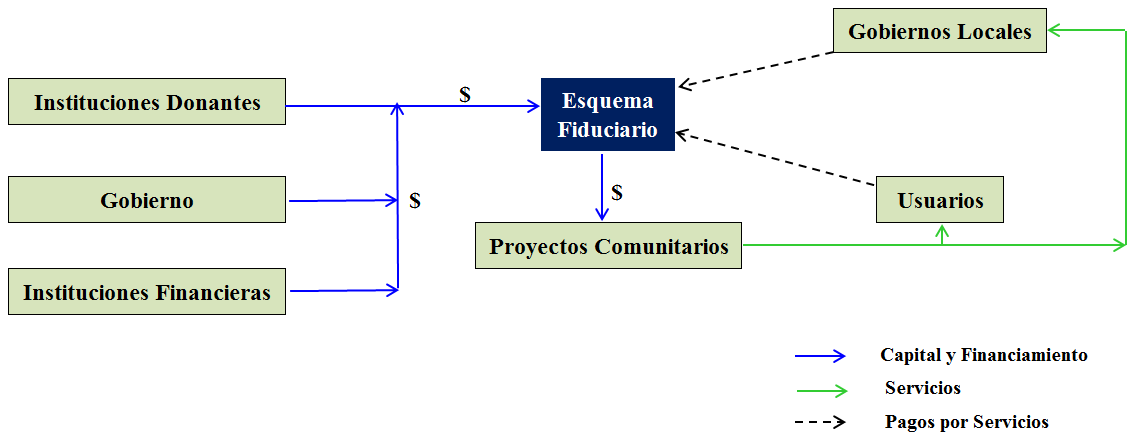 Gobiernos Locales
Instituciones Donantes
$
Esquema
Fiduciario
Gobierno
$
$
Usuarios
Proyectos Comunitarios
Instituciones Financieras
Capital y Financiamiento
Servicios
Pagos por Servicios